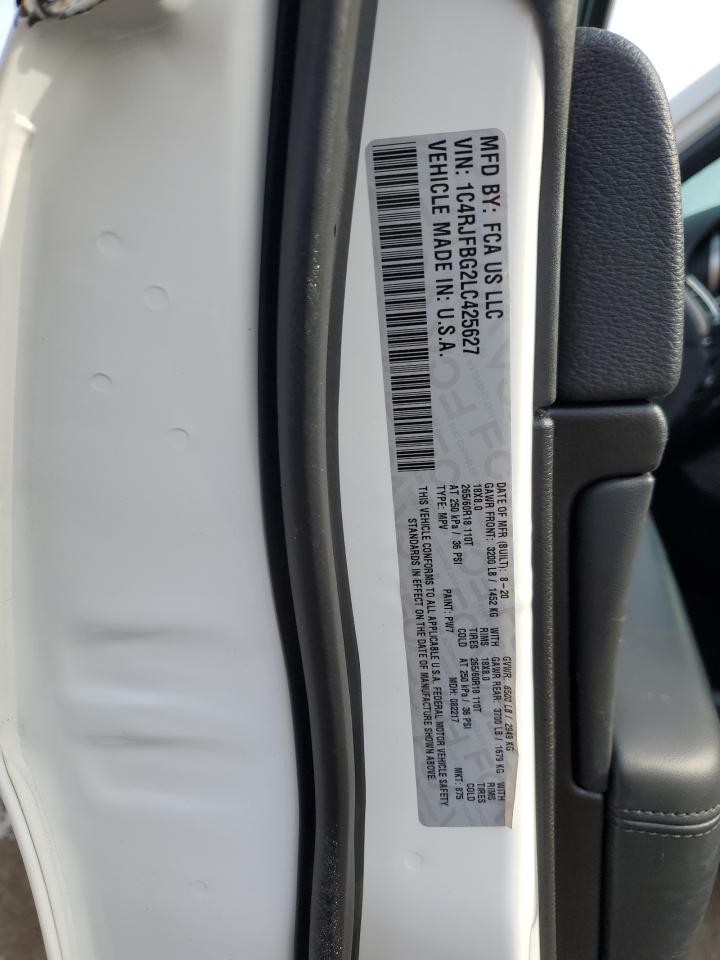 MFD BY: FCA US LLC
VIN: 1C4RJFBG2LC425627
VEHICLE MADE IN: U.S.A.
DATE OF MFR (BUILT): 8-20 GVWR: 6500 LB / 2949 KG
GAWR FRONT: 3200 LB / 1452 KG WITH GAWR REAR: 3700 LB / 1679 KG WITH
18X8.0 RIMS 18X8.0 RIMS
265/60R18 110T TIRES 265/60R18 110T TIRES
AT 250 kPa / 36 PSI COLD AT 250 kPa / 36 PSI COLD
TYPE: MPV PAINT: PW7 MDH: 082217 MKT: 875
THIS VEHICLE CONFORMS TO ALL APPLICABLE U.S.A. FEDERAL MOTOR VEHICLE SAFETY
STANDARDS IN EFFECT ON THE DATE OF MANUFACTURE SHOWN ABOVE.